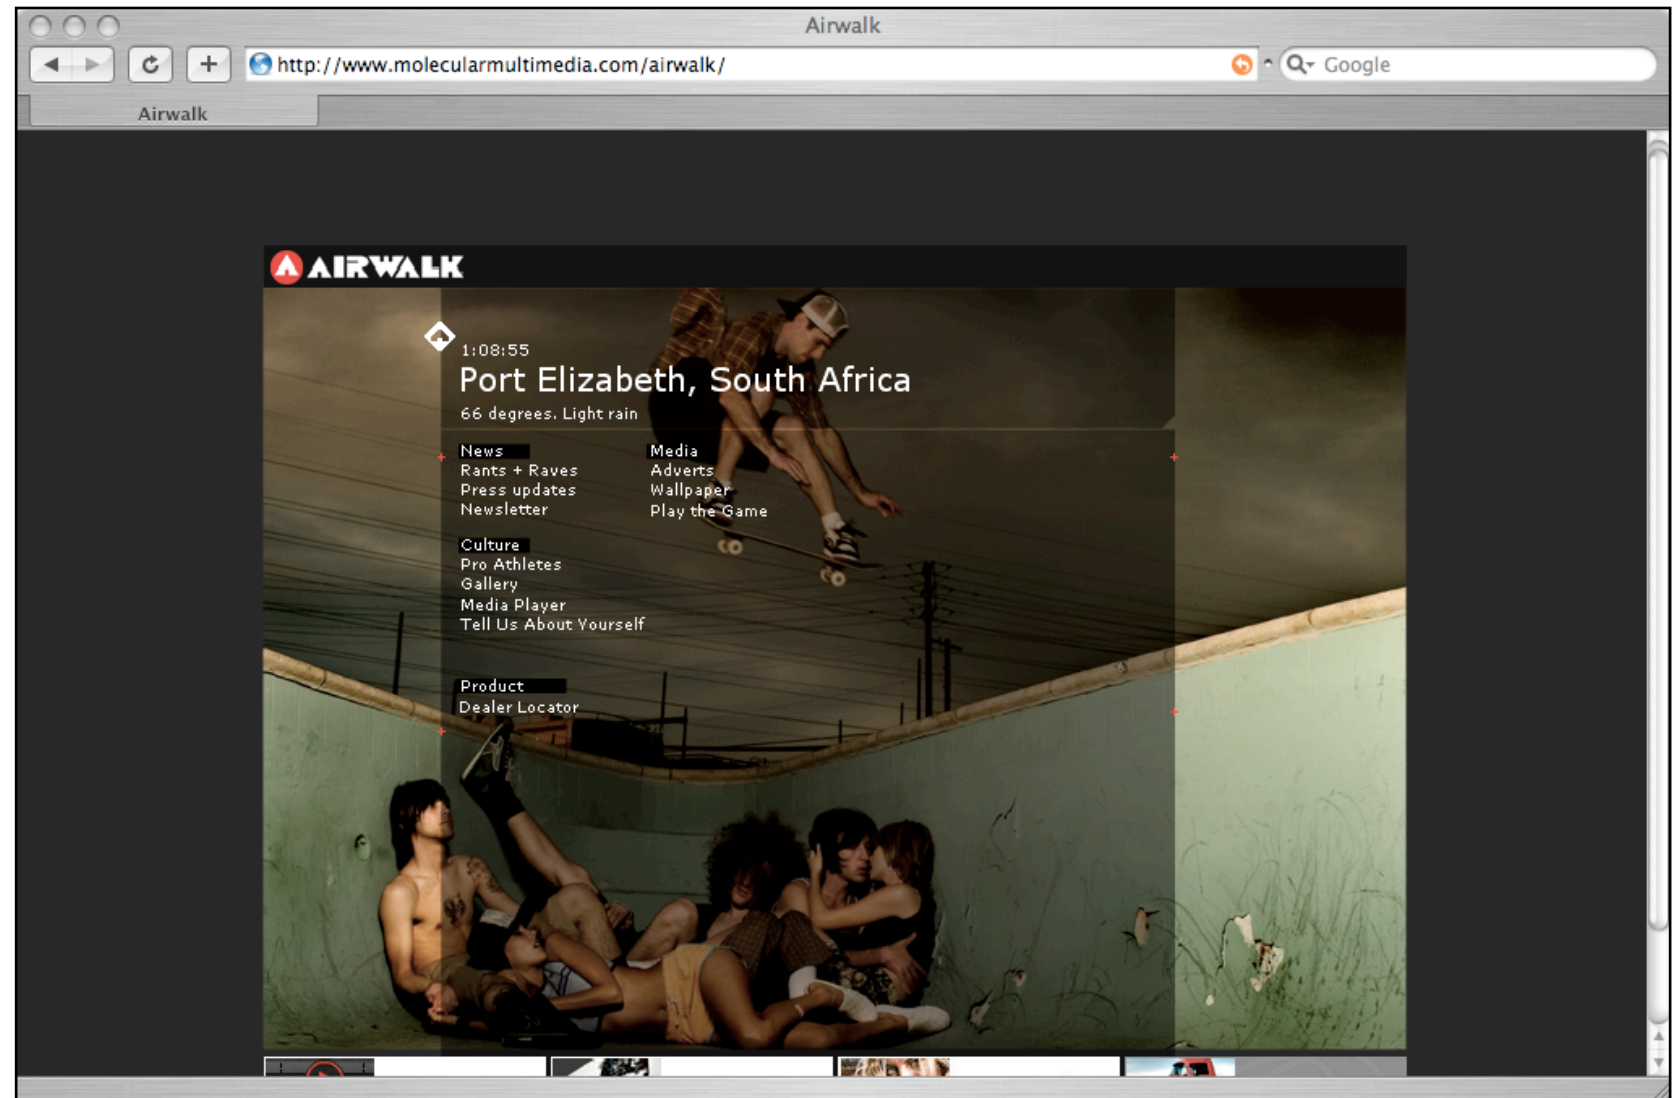 Airwalk
http://www.molecularmultimedia.com/airwalk/
Google
Airwalk
AIRWALK
1:08:55
Port Elizabeth, South Africa
66 degrees. Light rain
News
Rants + Raves
Press updates
Newsletter
Media
Adverts
Wallpaper
Play the Game
Culture
Pro Athletes
Gallery
Media Player
Tell Us About Yourself
Product
Dealer Locator